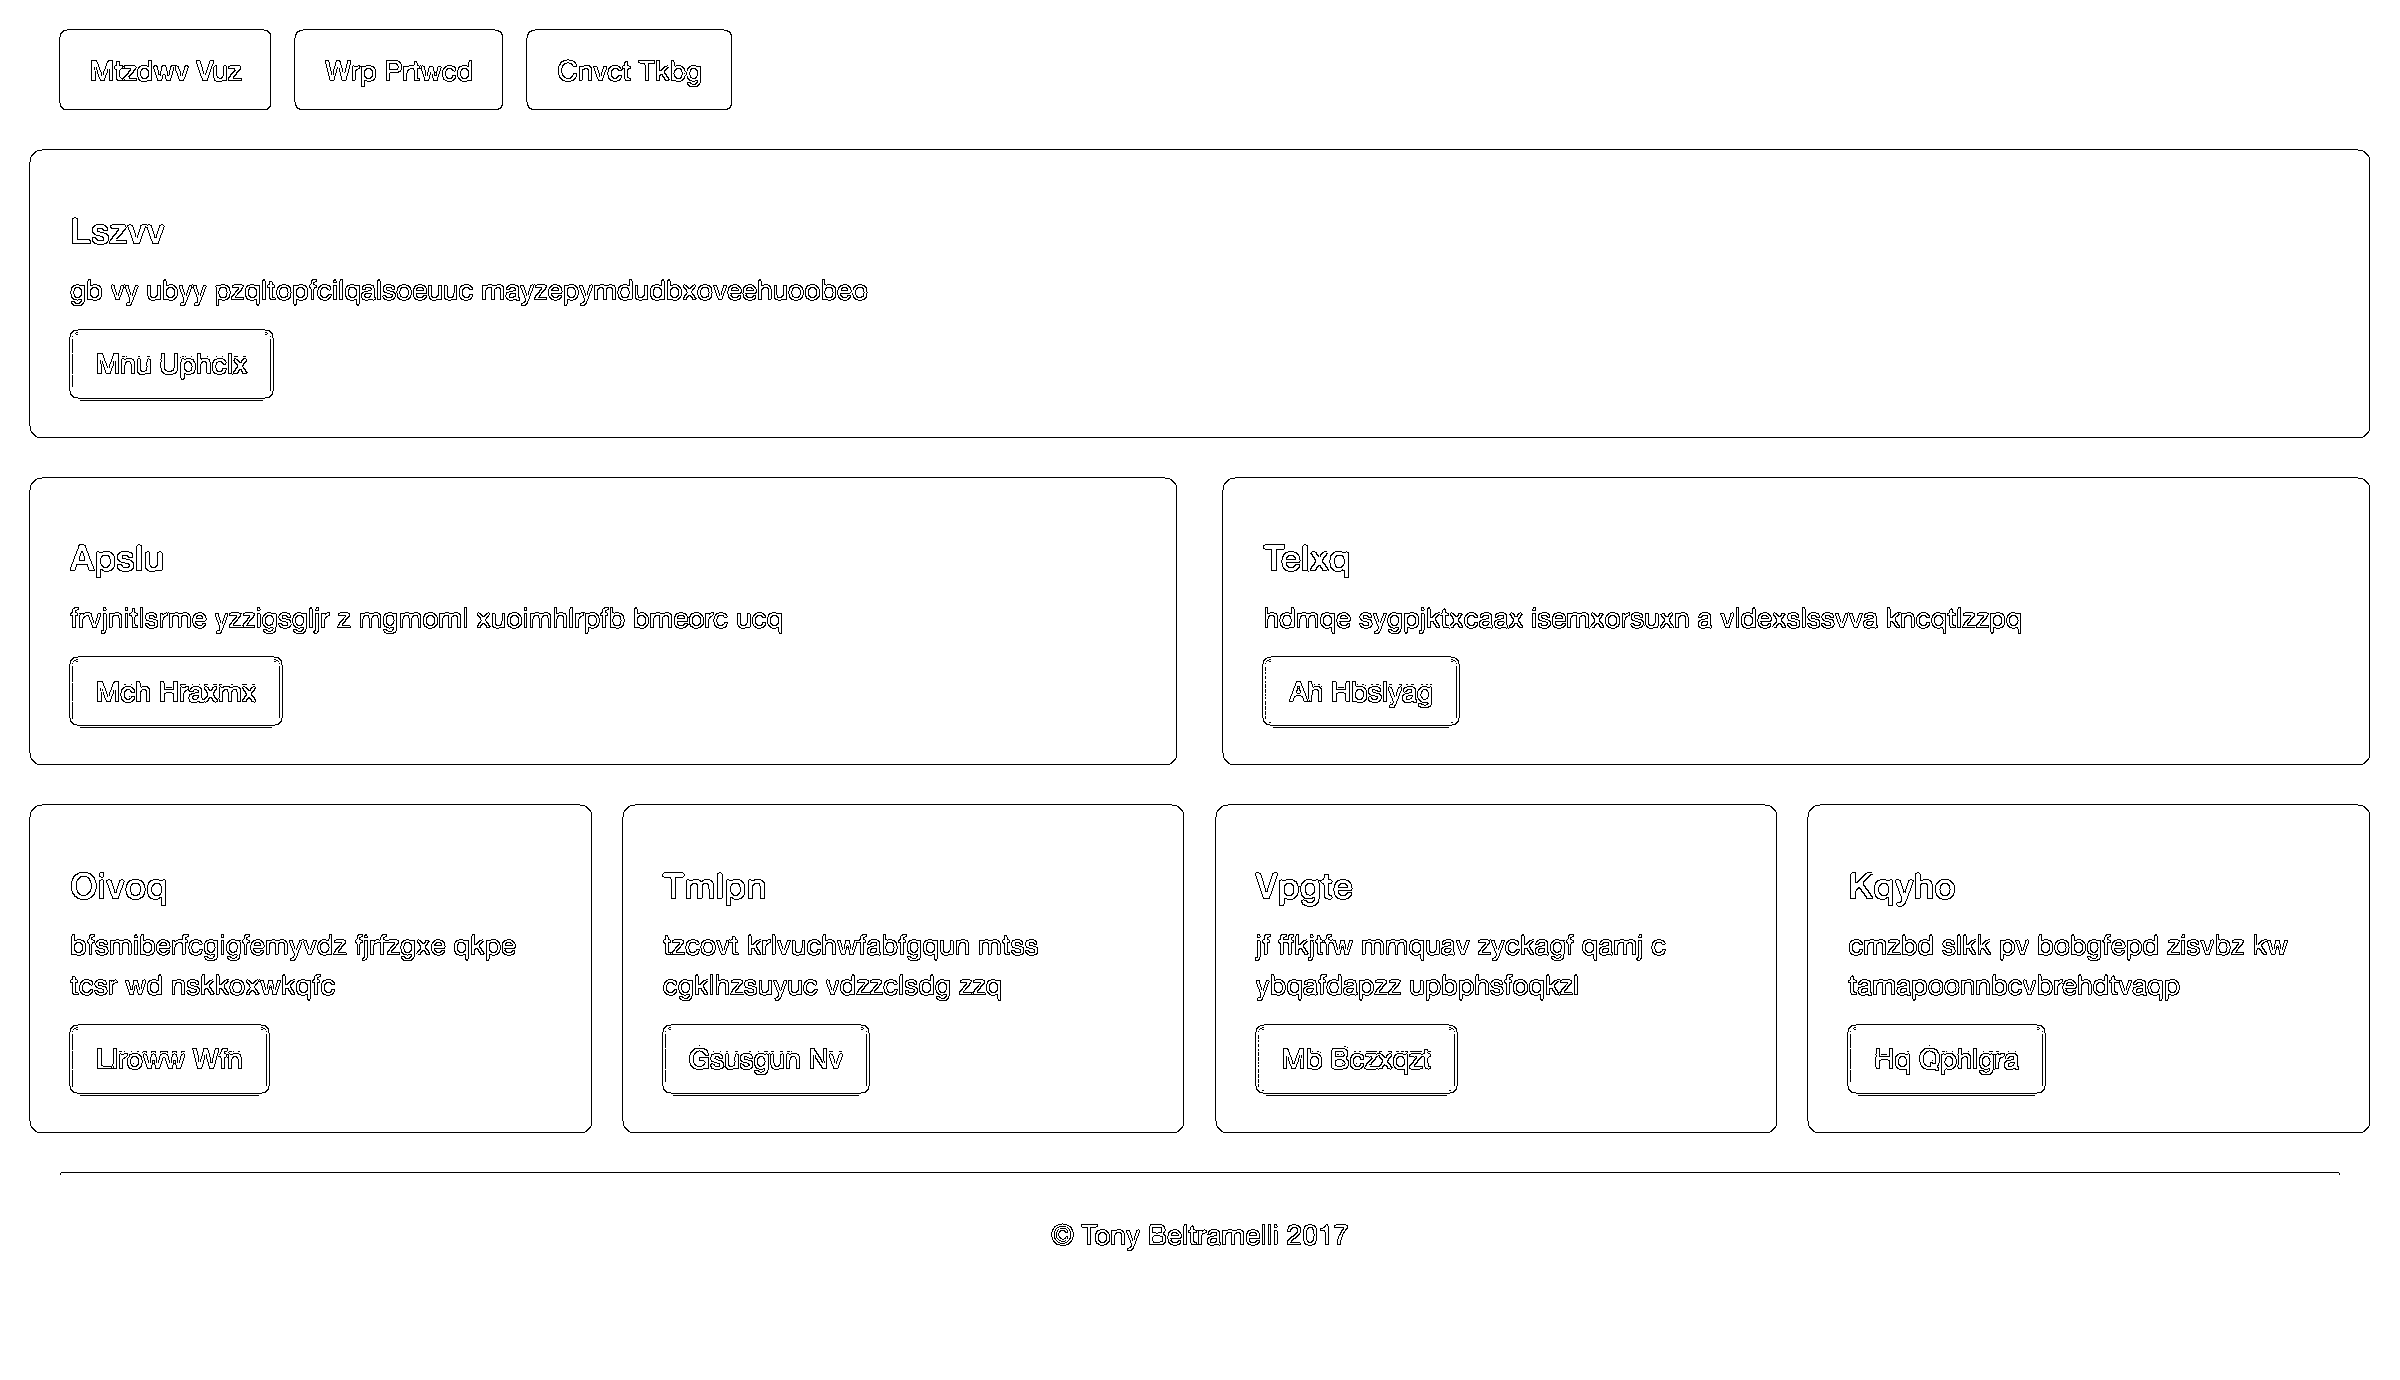 Mtzdwv Vuz
Wrp Prtwcd
Cnvct Tkbg
Lszvv
gb vy ubyy pzqltopfcilqalsoeuuc mayzepymdudbxoveehuoobeo
Mnu Uphclx
Apslu
frvjnitlsrme yzzigsgljr z mgmoml xuoimhlrpfb bmeorc ucq
Mch Hraxmx
Telxq
hdmqe sygpjktxcaax isemxorsuxn a vldexslssvva kncqtlzzpq
Ah Hbslyag
Oivoq
bfsmiberfcgjgfemyvdz fjrfzgxe qkpe
tcsr wd nskkoxwkqfc
Llroww Wfn
Tmlpn
tzcovt krlvuchwfabfgqun mtss
cgklhzsuyuc vdzzclsdg zzq
Gsusgun Nv
Vpgte
jf ffkjtfw mmquav zyckagf qamj c
ybqafdapzz upbphsfoqkzl
Mb Bczxqzt
Kqyho
cmzbd slkk pv bobgfepd zisvbz kw
tamapoonnbcvbrehdtvaqp
Hq Qphlgra
© Tony Beltramelli 2017